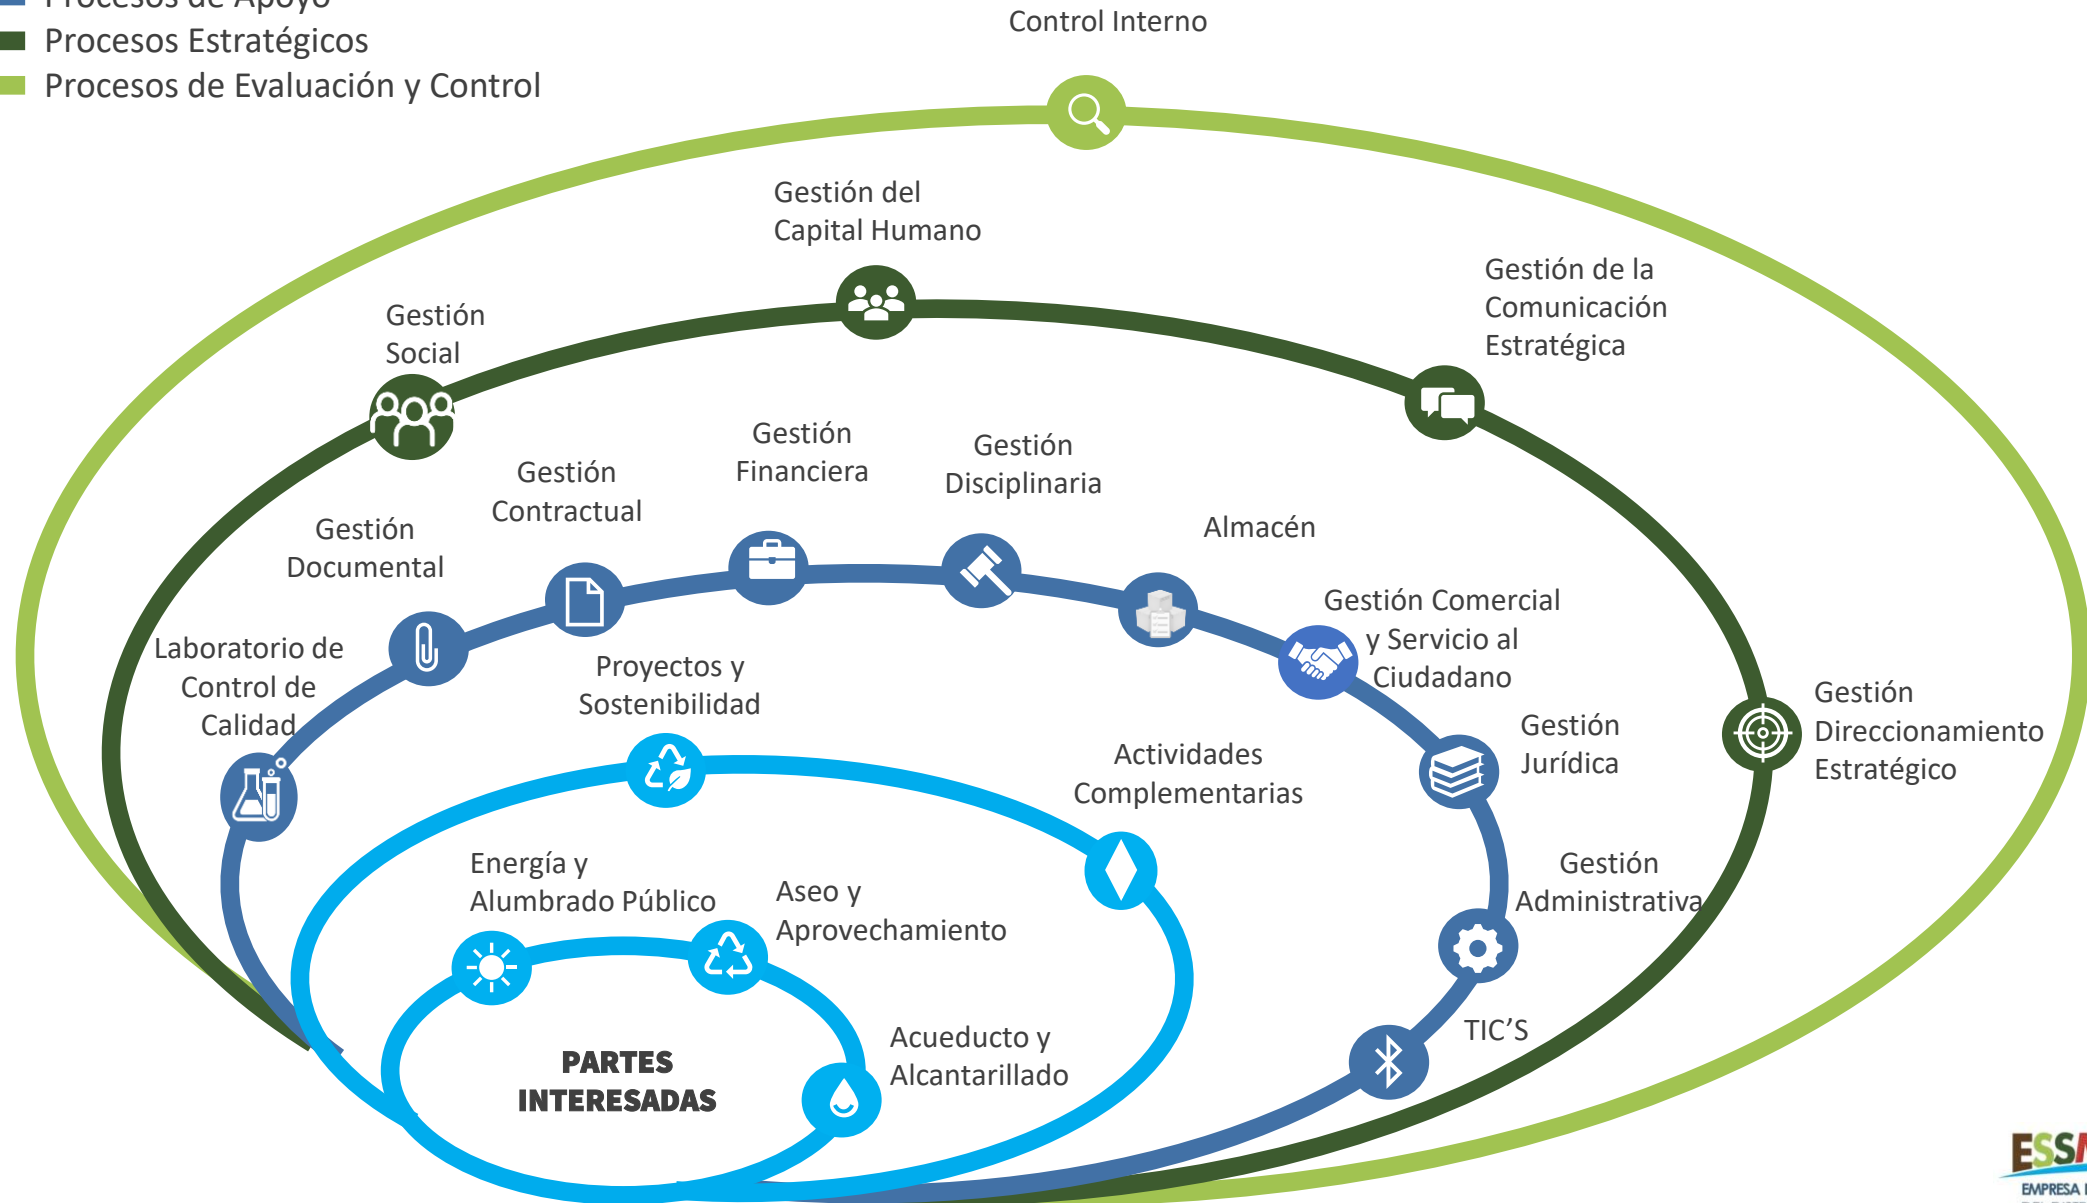 Procesos de Apoyo
Procesos Estratégicos
Procesos de Evaluación y Control
Control Interno
Gestión del
Capital Humano
Gestión de la
Comunicación
Estratégica
Gestión
Social
Gestión
Financiera
Gestión
Disciplinaria
Gestión
Contractual
Almacén
Gestión
Documental
Gestión Comercial
y Servicio al
Ciudadano
Laboratorio de
Control de
Calidad
Proyectos y
Sostenibilidad
Gestión
Direccionamiento
Estratégico
Gestión
Jurídica
Actividades
Complementarias
Gestión
Administrativa
Energía y
Alumbrado Público
Aseo y
Aprovechamiento
TIC’S
Acueducto y
Alcantarillado
PARTES
INTERESADAS
EMPRESA